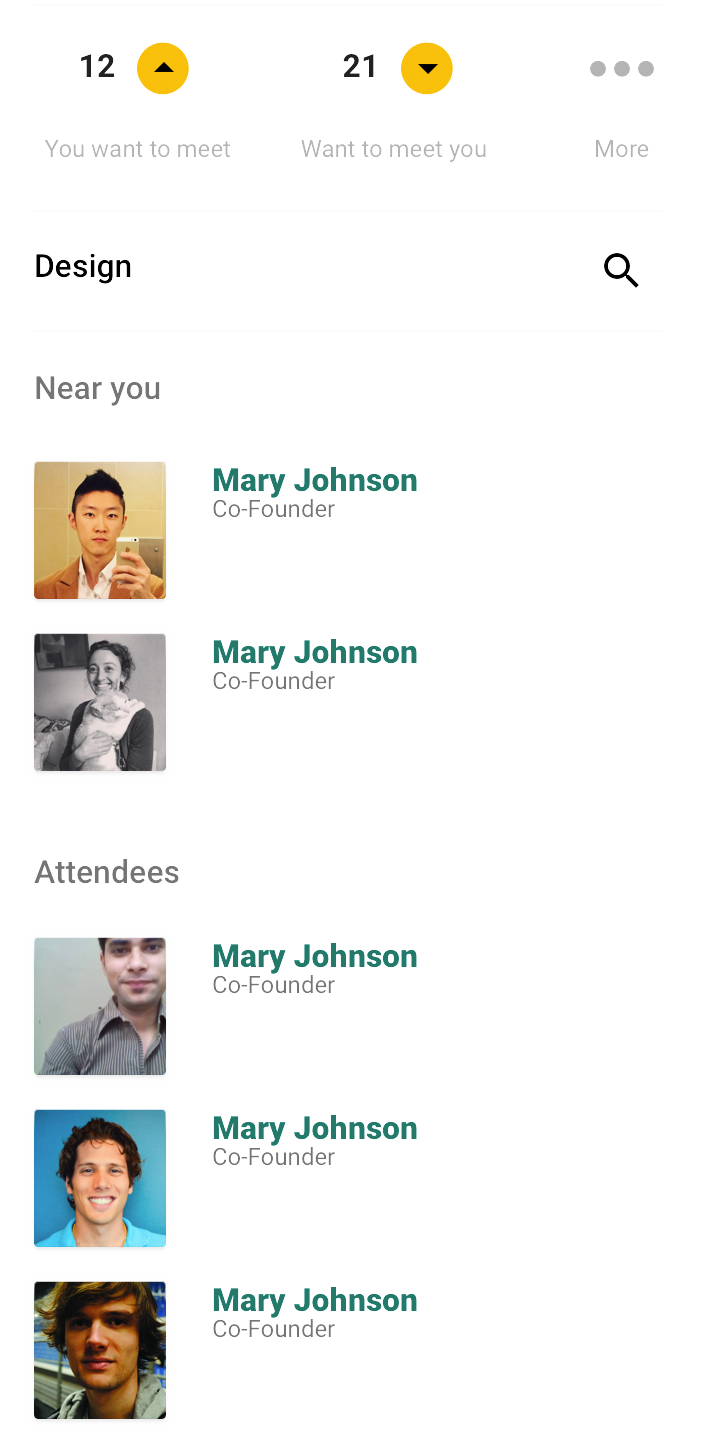 12
21
You want to meet
Want to meet you
More
Design
Near you
Mary Johnson
Co-Founder
Mary Johnson
Co-Founder
Attendees
Mary Johnson
Co-Founder
Mary Johnson
Co-Founder
Mary Johnson
Co-Founder